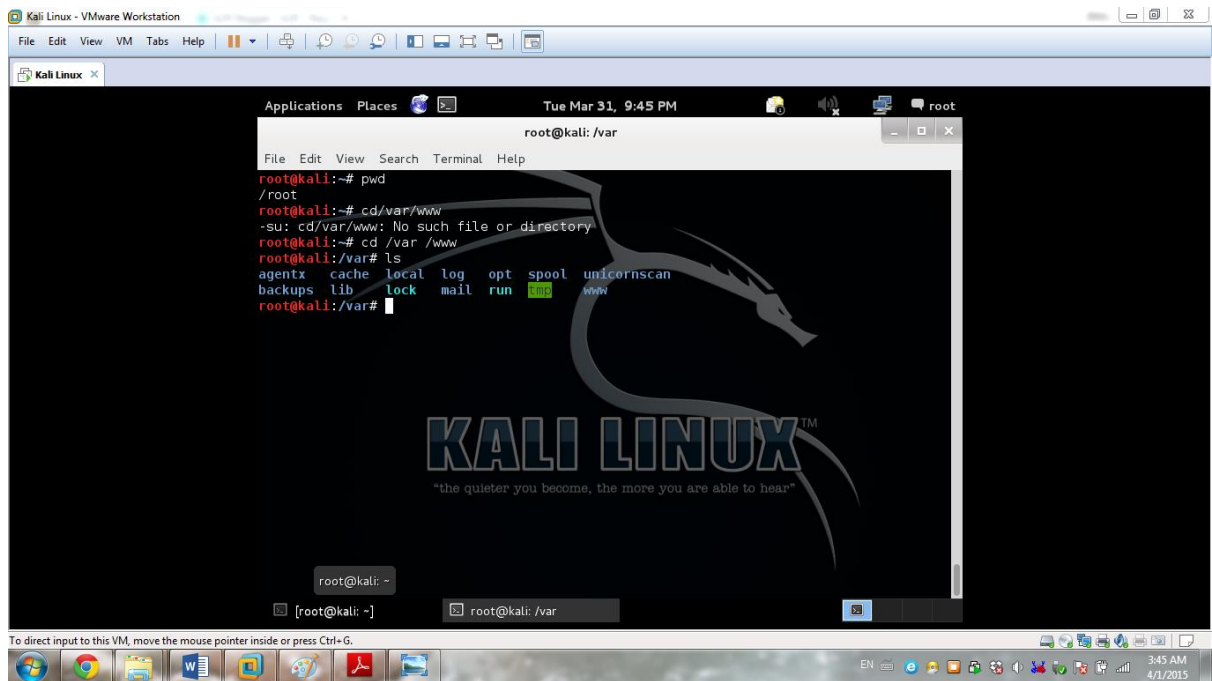 Kali Linux - VMware Workstation
File Edit View VM Tabs Help
Kali Linux
Applications Places Tue Mar 31, 9:45 PM root
root@kali: /var
File Edit View Search Terminal Help
root@kali:~# pwd
/root
root@kali:~# cd/var/www
-su: cd/var/www: No such file or directory
root@kali:~# cd /var /www
root@kali:/var# ls
agentx cache local log opt spool unicornscan
backups lib lock mail run tmp www
root@kali:/var#
KALI LINUX TM
"the quieter you become, the more you are able to hear"
root@kali: ~
[root@kali: ~] root@kali: /var
To direct input to this VM, move the mouse pointer inside or press Ctrl+G.
EN 3:45 AM
4/1/2015